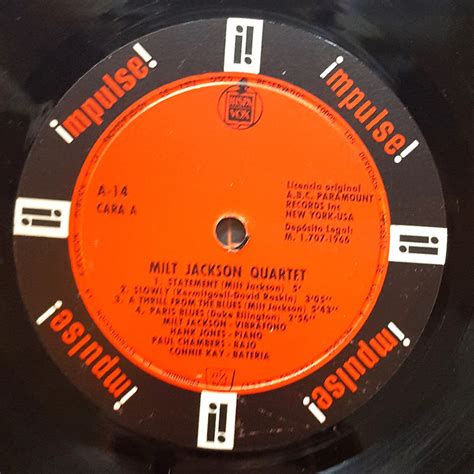 impulse!
impulse!
impulse!
impulse!
HISPA
VOX
A-14
CARA A
Licencia original
A.B.C. PARAMOUNT
RECORDS Inc
NEW YORK-USA
Depósito Legal:
M. 1.707-1966
MILT JACKSON QUARTET
1. STATEMENT (Milt Jackson) 5'
2. SLOWLY (Kermitgoell-David Raskin) 3'05"
3. A THRILL FROM THE BLUES (Milt Jackson) 5'43"
4. PARIS BLUES (Duke Ellington) 2'56"
MILT JACKSON - VIBRAFONO
HANK JONES - PIANO
PAUL CHAMBERS - BAJO
CONNIE KAY - BATERIA